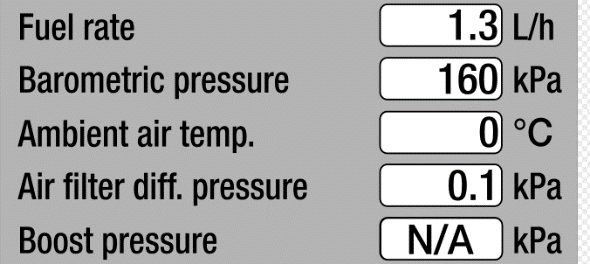 Fuel rate 1.3 L/h
Barometric pressure 160 kPa
Ambient air temp. 0 °C
Air filter diff. pressure 0.1 kPa
Boost pressure N/A kPa